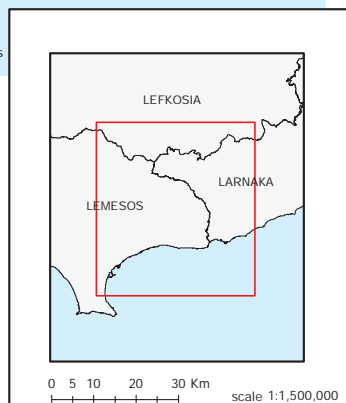 s
LEFKOSIA
LARNAKA
LEMESOS
0 5 10 20 30 Km
scale 1:1,500,000